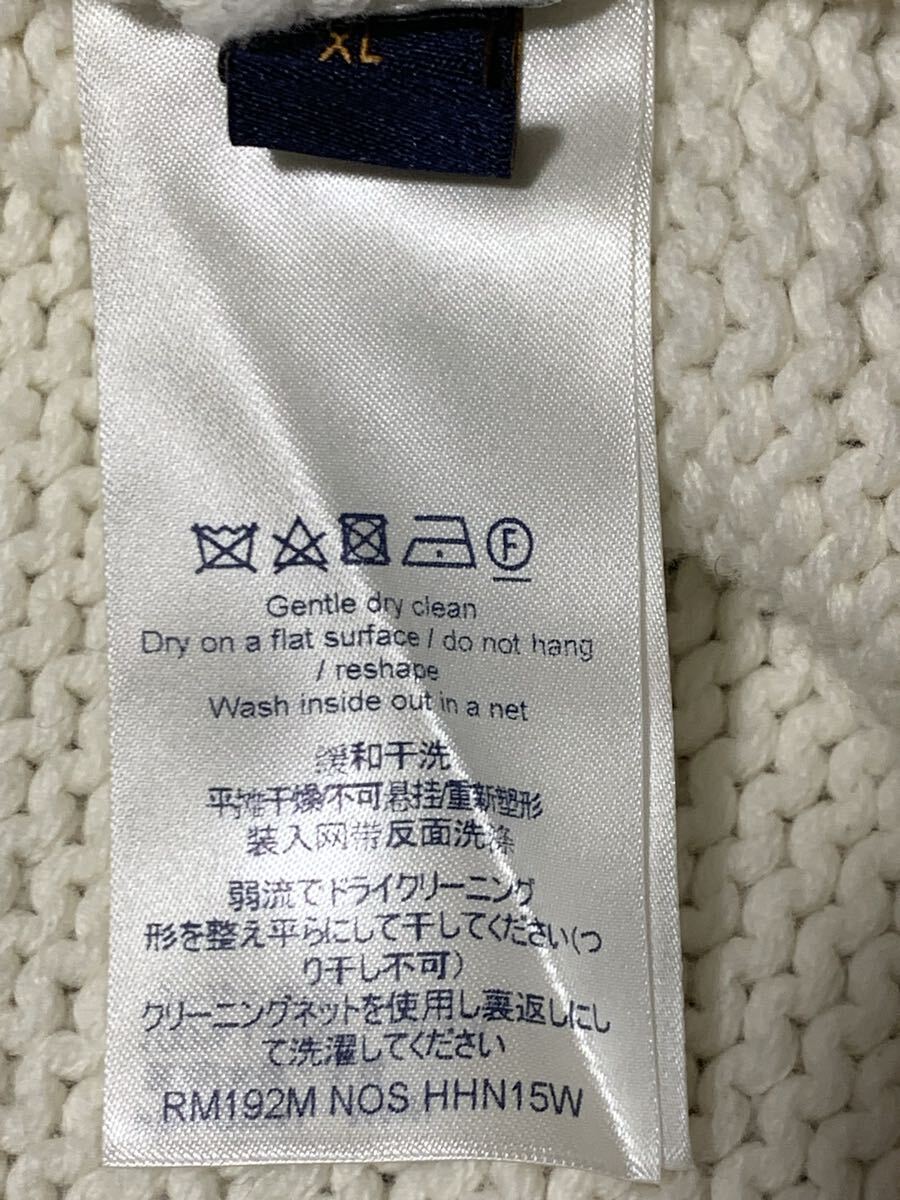 XL
F
Gentle dry clean
Dry on a flat surface / do not hang
/ reshape
Wash inside out in a net
缓和干洗
平摊干燥/不可悬挂/重新塑形
装入网带反面洗涤
弱流でドライクリーニング
形を整え平らにして干してください(つ
り干し不可)
クリーニングネットを使用し裏返しにし
て洗濯してください
RM192M NOS HHN15W